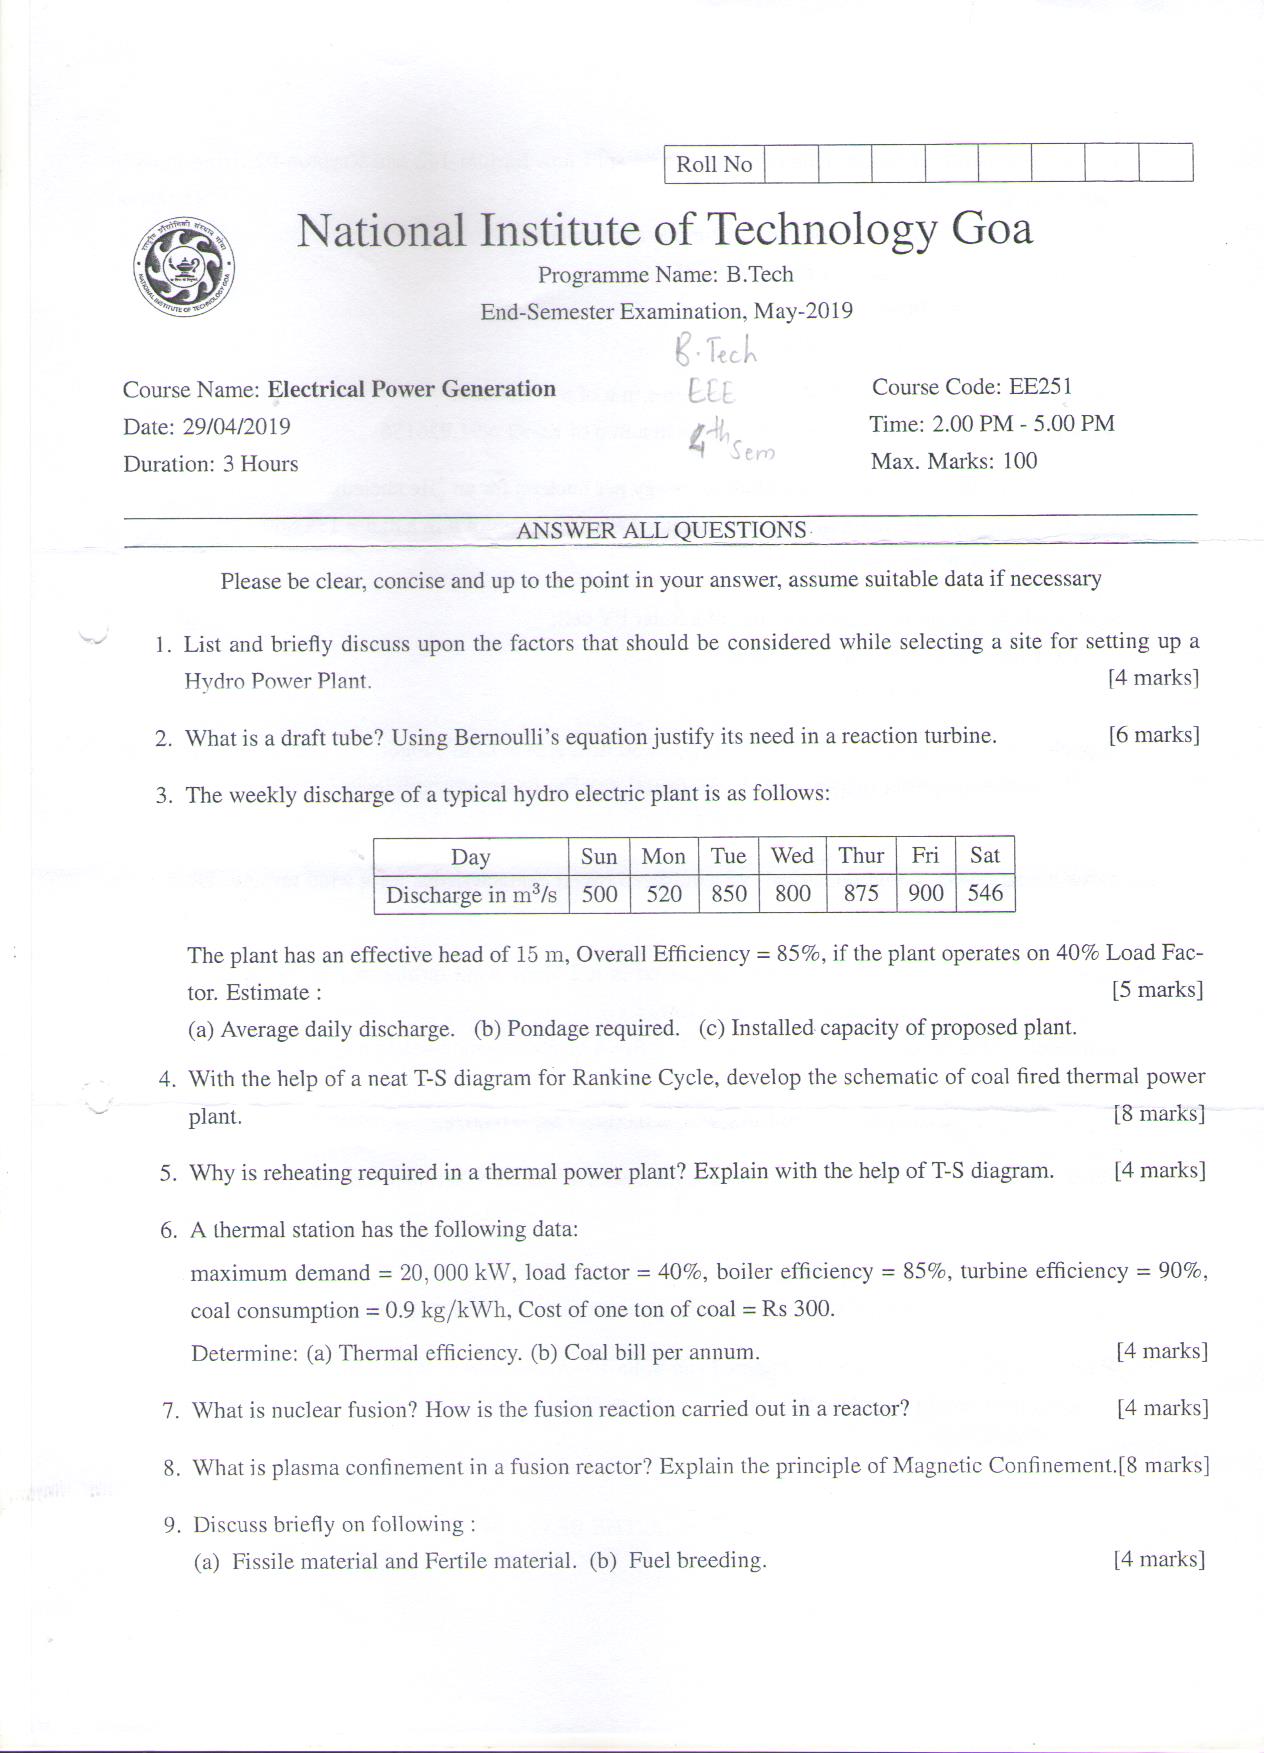 Roll No
National Institute of Technology Goa
Programme Name: B.Tech
End-Semester Examination, May-2019
B.Tech
EEE
4th Sem
Course Name: Electrical Power Generation
Course Code: EE251
Date: 29/04/2019
Time: 2.00 PM - 5.00 PM
Duration: 3 Hours
Max. Marks: 100
ANSWER ALL QUESTIONS
Please be clear, concise and up to the point in your answer, assume suitable data if necessary
1. List and briefly discuss upon the factors that should be considered while selecting a site for setting up a
Hydro Power Plant. [4 marks]
2. What is a draft tube? Using Bernoulli's equation justify its need in a reaction turbine. [6 marks]
3. The weekly discharge of a typical hydro electric plant is as follows:
Day Sun Mon Tue Wed Thur Fri Sat
Discharge in m³/s 500 520 850 800 875 900 546
The plant has an effective head of 15 m, Overall Efficiency = 85%, if the plant operates on 40% Load Fac-
tor. Estimate : [5 marks]
(a) Average daily discharge. (b) Pondage required. (c) Installed capacity of proposed plant.
4. With the help of a neat T-S diagram for Rankine Cycle, develop the schematic of coal fired thermal power
plant. [8 marks]
5. Why is reheating required in a thermal power plant? Explain with the help of T-S diagram. [4 marks]
6. A thermal station has the following data:
maximum demand = 20,000 kW, load factor = 40%, boiler efficiency = 85%, turbine efficiency = 90%,
coal consumption = 0.9 kg/kWh, Cost of one ton of coal = Rs 300.
Determine: (a) Thermal efficiency. (b) Coal bill per annum. [4 marks]
7. What is nuclear fusion? How is the fusion reaction carried out in a reactor? [4 marks]
8. What is plasma confinement in a fusion reactor? Explain the principle of Magnetic Confinement.[8 marks]
9. Discuss briefly on following :
(a) Fissile material and Fertile material. (b) Fuel breeding. [4 marks]